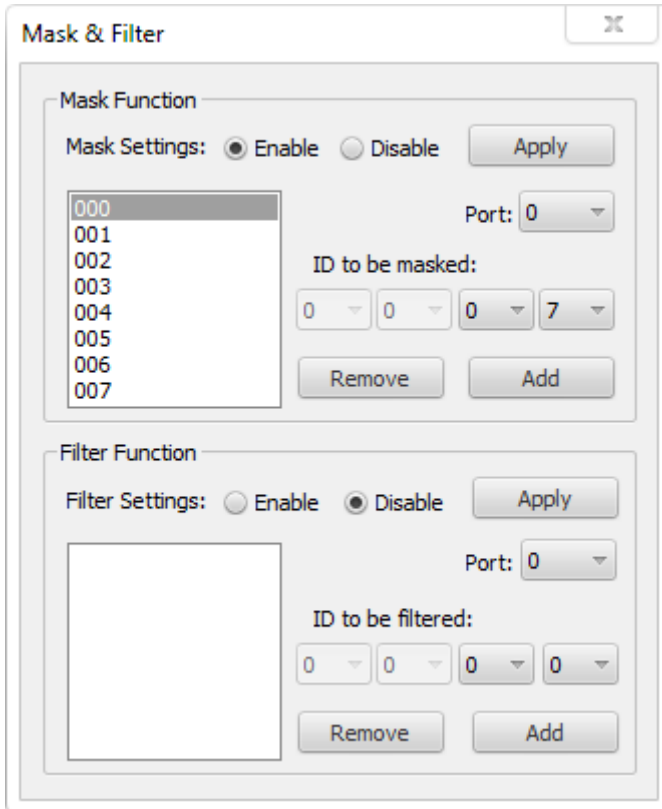 Mask & Filter
X
Mask Function
Mask Settings: Enable Disable Apply
000
001
002
003
004
005
006
007
Port: 0
ID to be masked:
0 0 0 7
Remove Add
Filter Function
Filter Settings: Enable Disable Apply
Port: 0
ID to be filtered:
0 0 0 0
Remove Add